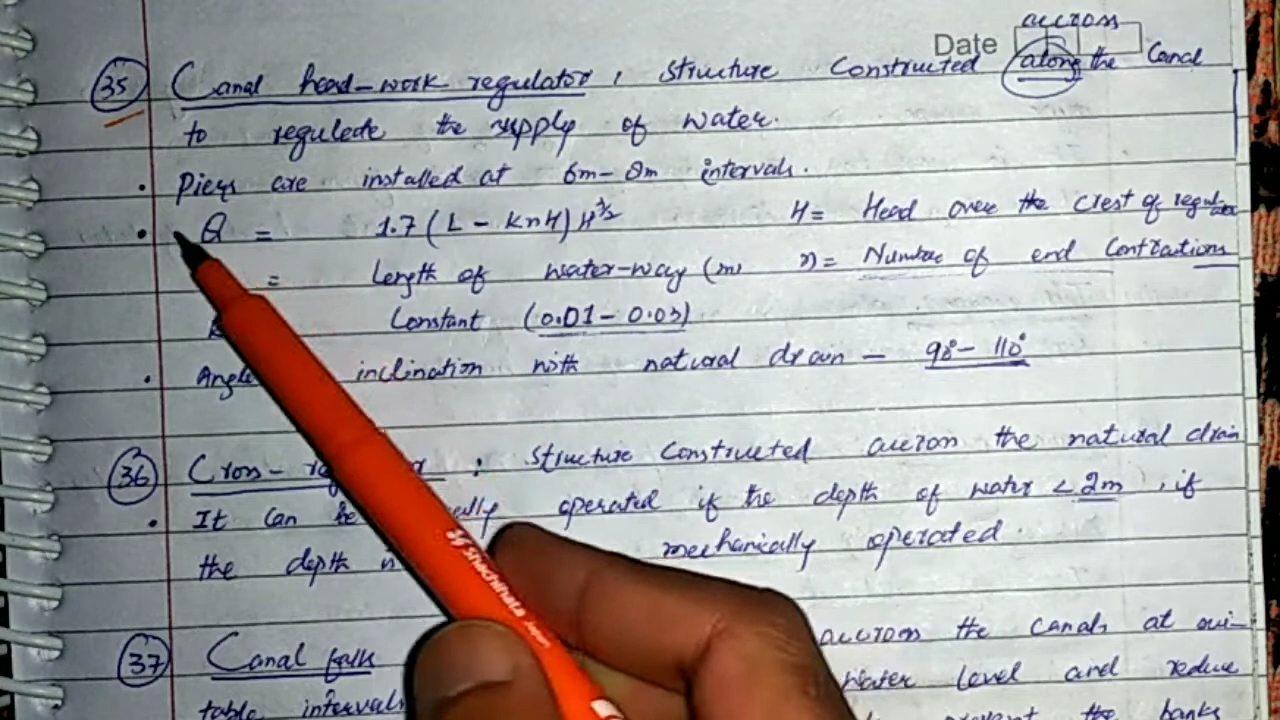 accross
Date
35 Canal head-work regulator, structure constructed along the Canal
to regulate the supply of water.
• Piers are installed at 6m-8m intervals.
• Q = 1.7 (L - KnH) H^3/2 H = Head over the crest of regulator
= Length of water-way (m) n = Number of end contractions
Constant (0.01 - 0.03)
• Angle inclination with natural drain - 90°- 110°
36 Cross- : structure constructed accross the natural drain
• It can be operated if the depth of water < 2m, if
the depth mechanically operated.
37 Canal falls accross the canals at sui-
table intervals water level and reduce
prevent the banks
Shachihata